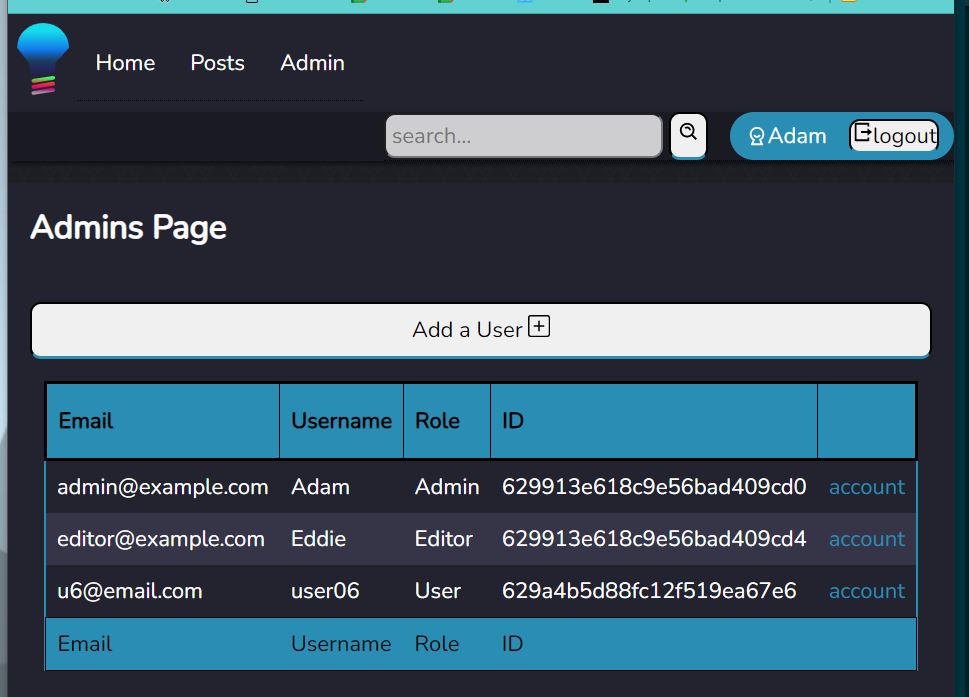 Home Posts Admin
search... Adam logout
Admins Page
Add a User
Email Username Role ID
admin@example.com Adam Admin 629913e618c9e56bad409cd0 account
editor@example.com Eddie Editor 629913e618c9e56bad409cd4 account
u6@email.com user06 User 629a4b5d88fc12f519ea67e6 account
Email Username Role ID